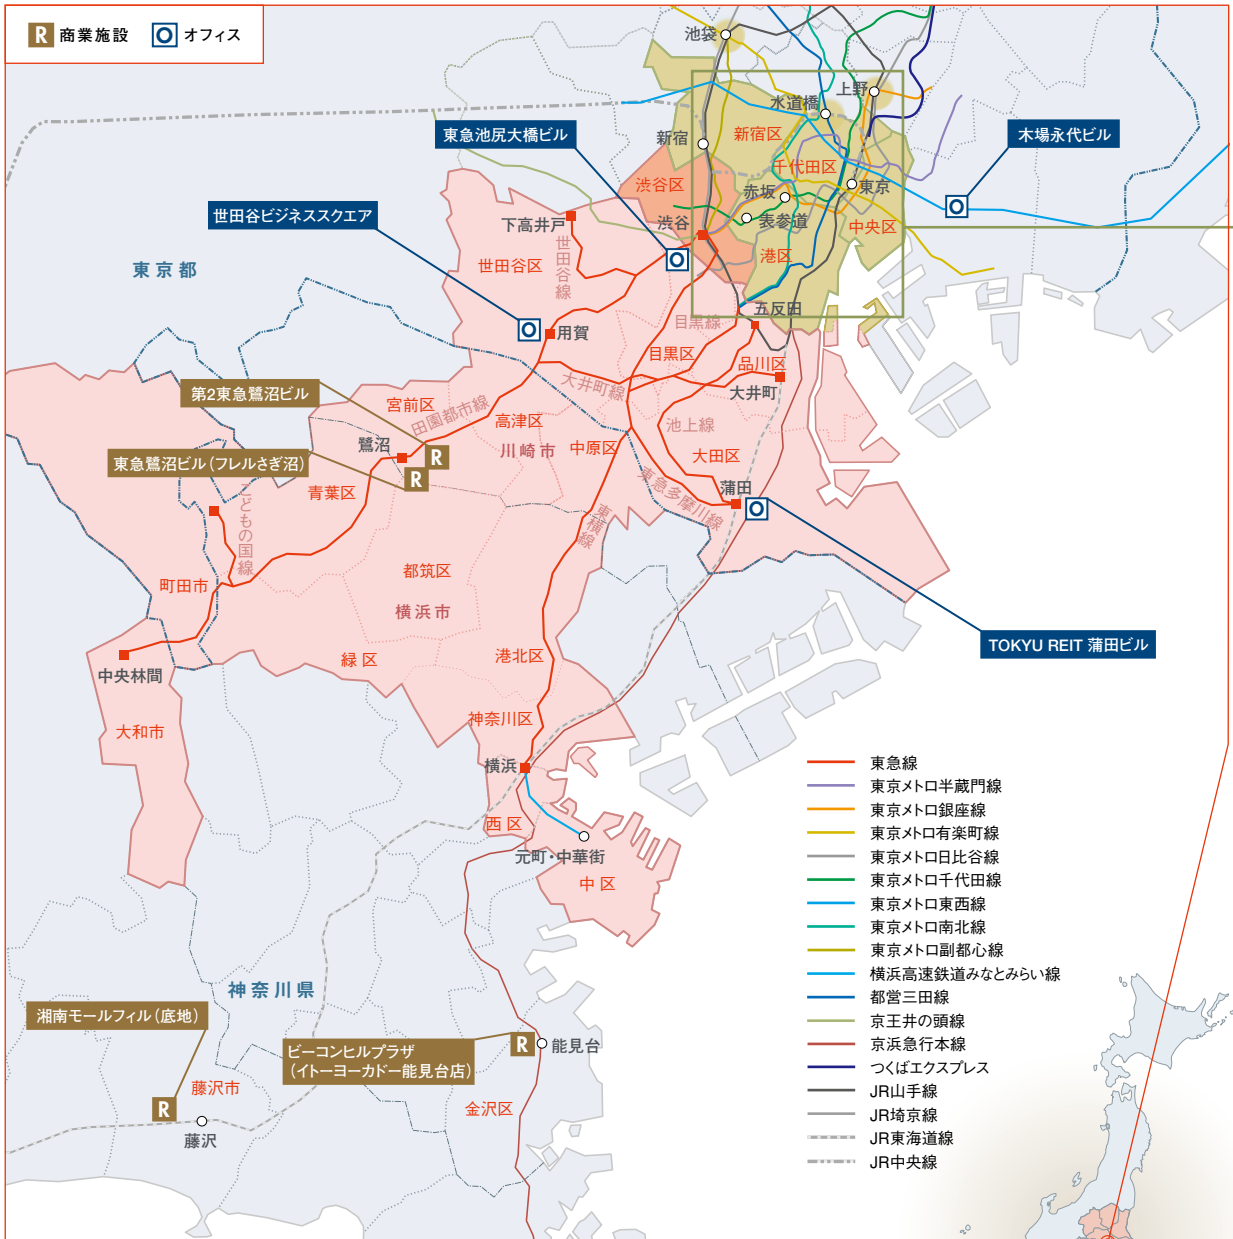 R 商業施設 O オフィス
池袋
上野
水道橋
東急池尻大橋ビル
木場永代ビル
新宿
新宿区
千代田区
渋谷区
赤坂
東京
世田谷ビジネススクエア
下高井戸
渋谷
表参道
中央区
東京都
世田谷区
世田谷線
港区
O
O
五反田
O
用賀
目黒線
目黒区
品川区
大井町線
大井町
第2東急鷺沼ビル
宮前区
田園都市線
高津区
池上線
鷺沼
川崎市
中原区
大田区
東急鷺沼ビル(フレルさぎ沼)
R
R
青葉区
東急多摩川線
蒲田
O
こどもの国線
東横線
町田市
都筑区
横浜市
TOKYU REIT 蒲田ビル
緑区
港北区
中央林間
大和市
神奈川区
横浜
西区
元町・中華街
中区
東急線
東京メトロ半蔵門線
東京メトロ銀座線
東京メトロ有楽町線
東京メトロ日比谷線
東京メトロ千代田線
東京メトロ東西線
東京メトロ南北線
東京メトロ副都心線
横浜高速鉄道みなとみらい線
都営三田線
京王井の頭線
京浜急行本線
つくばエクスプレス
JR山手線
JR埼京線
JR東海道線
JR中央線
神奈川県
湘南モールフィル(底地)
ビーコンヒルプラザ
(イトーヨーカドー能見台店)
R
能見台
藤沢市
R
金沢区
藤沢